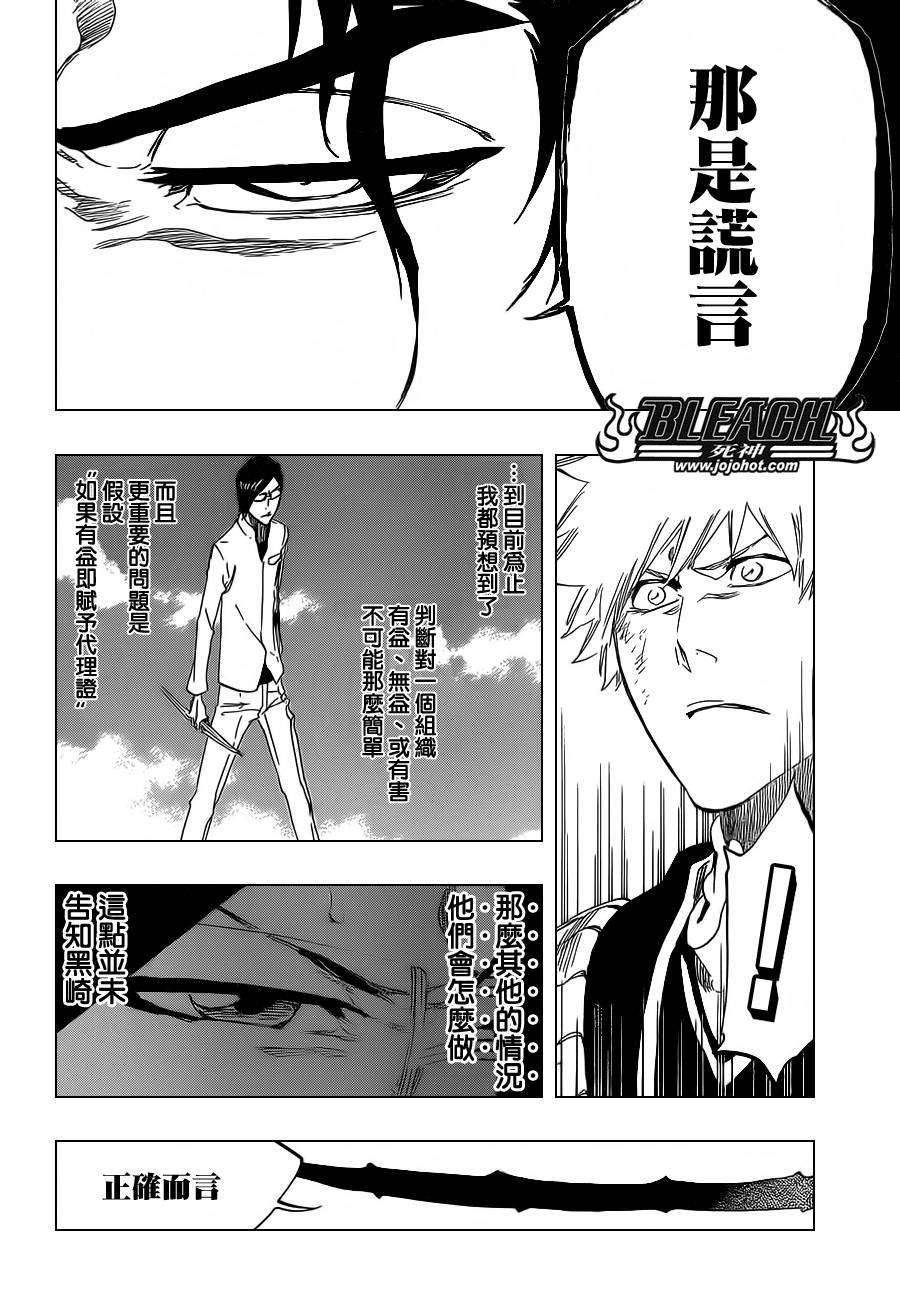 那是謊言
BLEACH
死神
www.jojohot.com
！
…到目前為止
我都預想到了
判斷對一個組織
有益、無益、或有害
不可能那麼簡單
而且
更重要的問題是
假設
“如果有益即賦予代理證”
那麼其他的情況
他們會怎麼做
這點並未
告知黑崎
正確而言